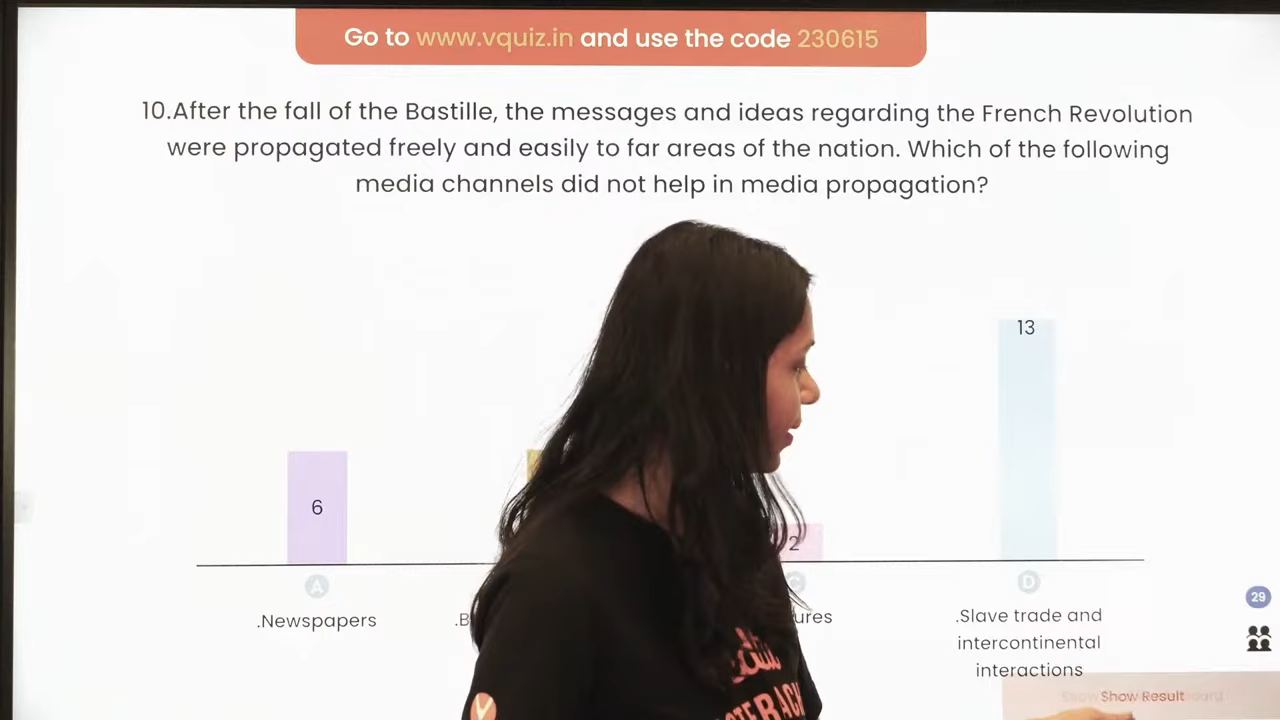 Go to www.vquiz.in and use the code 230615
10.After the fall of the Bastille, the messages and ideas regarding the French Revolution
were propagated freely and easily to far areas of the nation. Which of the following
media channels did not help in media propagation?
13
6
2
A
C
D
.Newspapers
.B
ures
.Slave trade and
intercontinental
interactions
29
Show Result